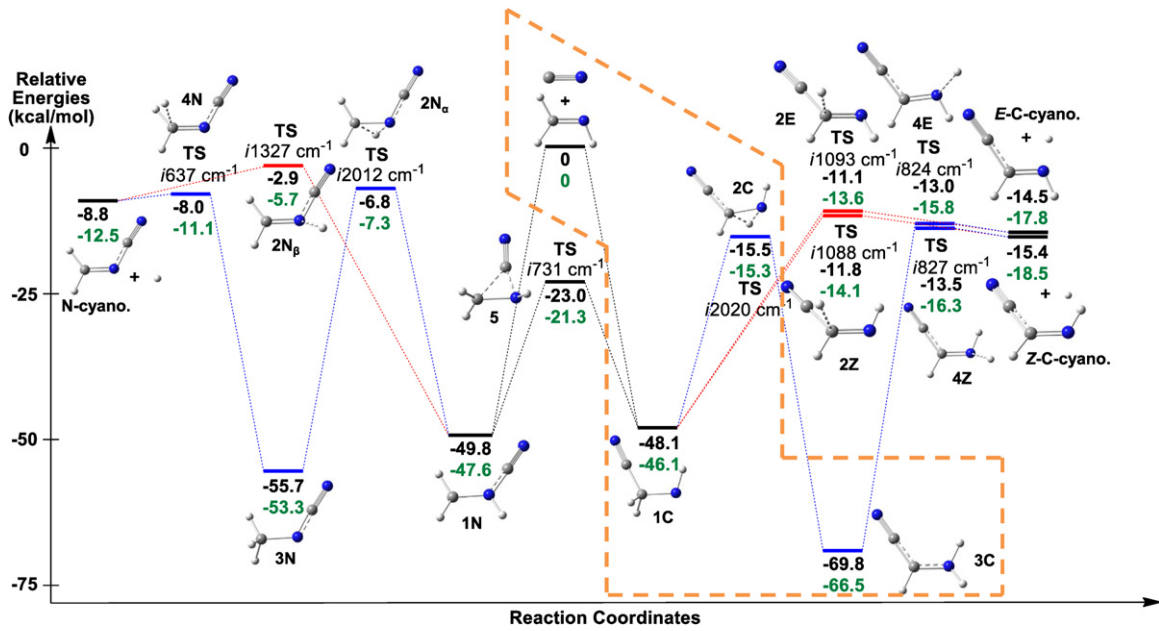 Relative
Energies
(kcal/mol)
0
-25
-50
-75
Reaction Coordinates
-8.8
-12.5
N-cyano.
+
4N
TS
i637 cm⁻¹
-8.0
-11.1
TS
i1327 cm⁻¹
-2.9
-5.7
2Nβ
2Nα
TS
i2012 cm⁻¹
-6.8
-7.3
-55.7
-53.3
3N
-49.8
-47.6
1N
+
0
0
TS
i731 cm⁻¹
-23.0
-21.3
5
-48.1
-46.1
1C
2C
-15.5
-15.3
TS
i2020 cm⁻¹
2E
TS
i1093 cm⁻¹
-11.1
-13.6
TS
i1088 cm⁻¹
-11.8
-14.1
2Z
4E
TS
i824 cm⁻¹
-13.0
-15.8
TS
i827 cm⁻¹
-13.5
-16.3
4Z
E-C-cyano.
+
-14.5
-17.8
-15.4
-18.5
+
Z-C-cyano.
-69.8
-66.5
3C